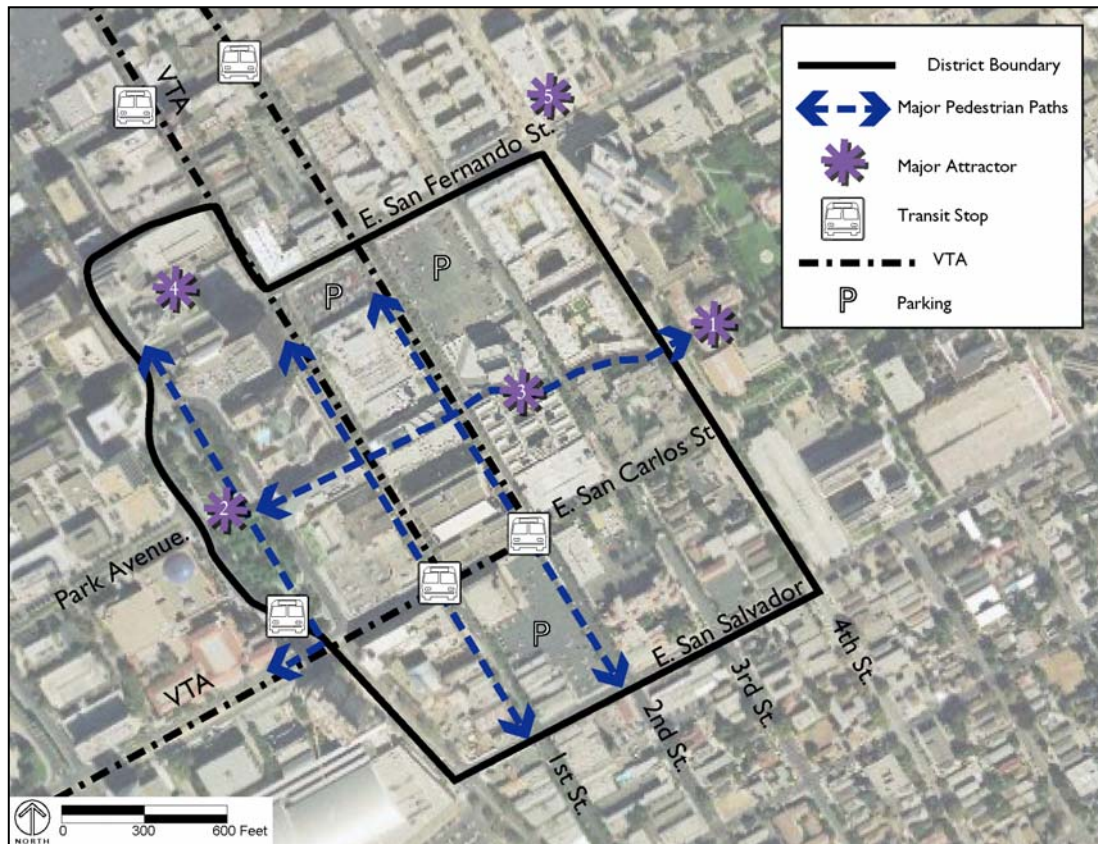 VTA
5
E. San Fernando St.
P
P
4
1
3
E. San Carlos St.
2
Park Avenue.
P
E. San Salvador
VTA
1st St.
2nd St.
3rd St.
4th St.
District Boundary
Major Pedestrian Paths
Major Attractor
Transit Stop
VTA
P Parking
NORTH
0 300 600 Feet